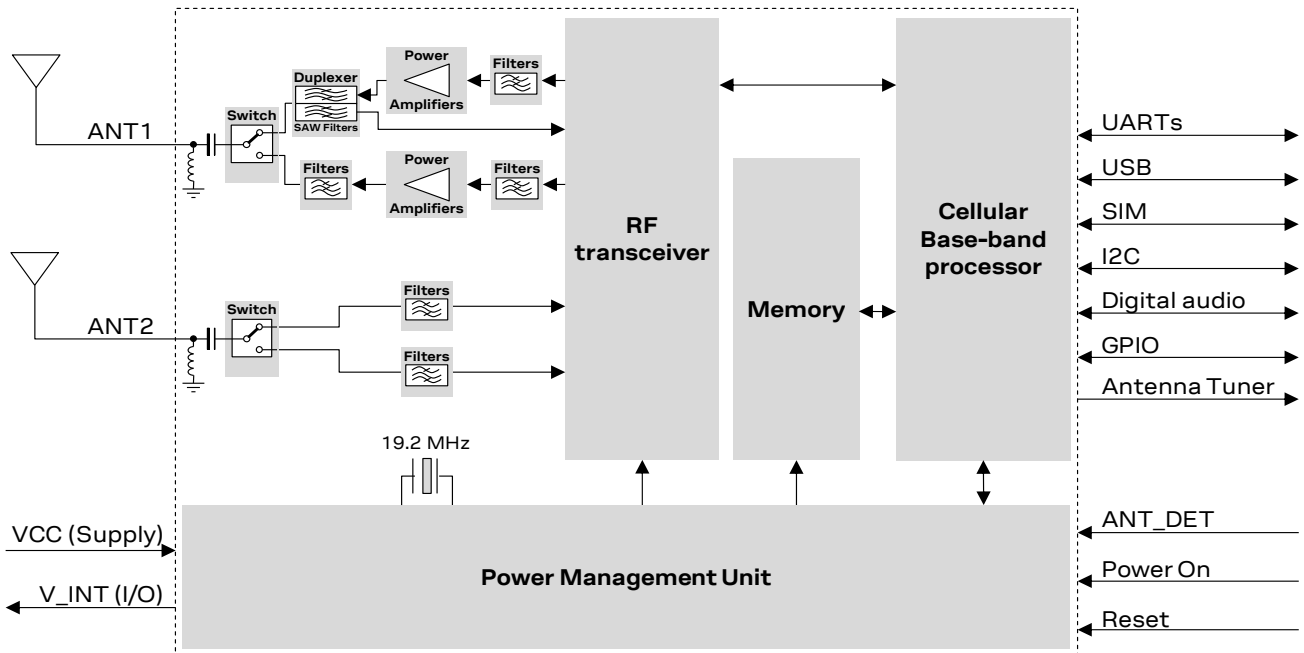 Power
Amplifiers
Filters
Duplexer
SAW Filters
Switch
ANT1
Filters
Power
Amplifiers
Filters
RF
transceiver
Memory
Cellular
Base-band
processor
UARTs
USB
SIM
I2C
Digital audio
GPIO
Antenna Tuner
ANT2
Switch
Filters
Filters
19.2 MHz
VCC (Supply)
V_INT (I/O)
Power Management Unit
ANT_DET
Power On
Reset